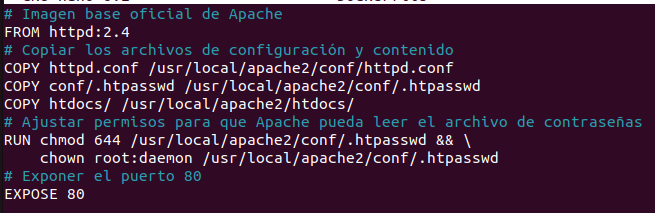 # Imagen base oficial de Apache
FROM httpd:2.4
# Copiar los archivos de configuración y contenido
COPY httpd.conf /usr/local/apache2/conf/httpd.conf
COPY conf/.htpasswd /usr/local/apache2/conf/.htpasswd
COPY htdocs/ /usr/local/apache2/htdocs/
# Ajustar permisos para que Apache pueda leer el archivo de contraseñas
RUN chmod 644 /usr/local/apache2/conf/.htpasswd && \
    chown root:daemon /usr/local/apache2/conf/.htpasswd
# Exponer el puerto 80
EXPOSE 80